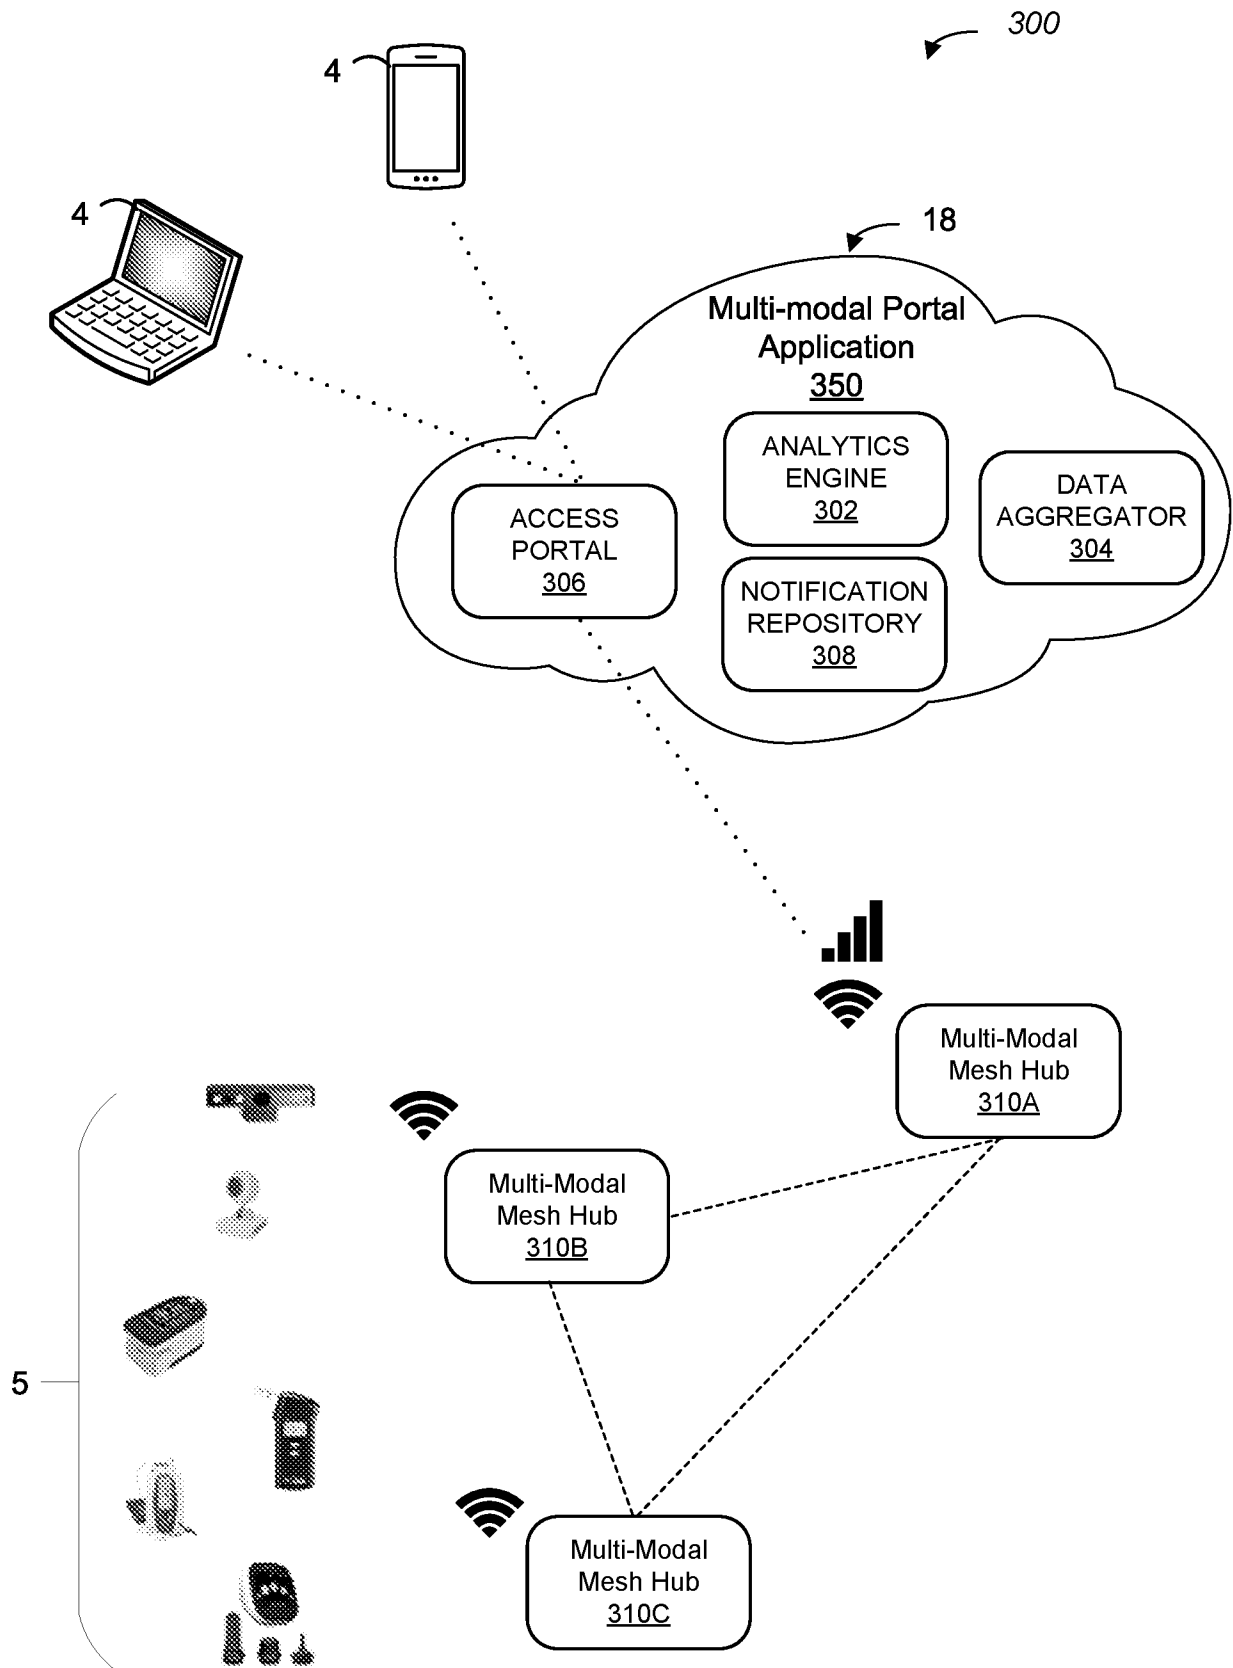 300
4
4
18
Multi-modal Portal
Application
350
ANALYTICS
ENGINE
302
DATA
AGGREGATOR
304
ACCESS
PORTAL
306
NOTIFICATION
REPOSITORY
308
Multi-Modal
Mesh Hub
310A
Multi-Modal
Mesh Hub
310B
5
Multi-Modal
Mesh Hub
310C